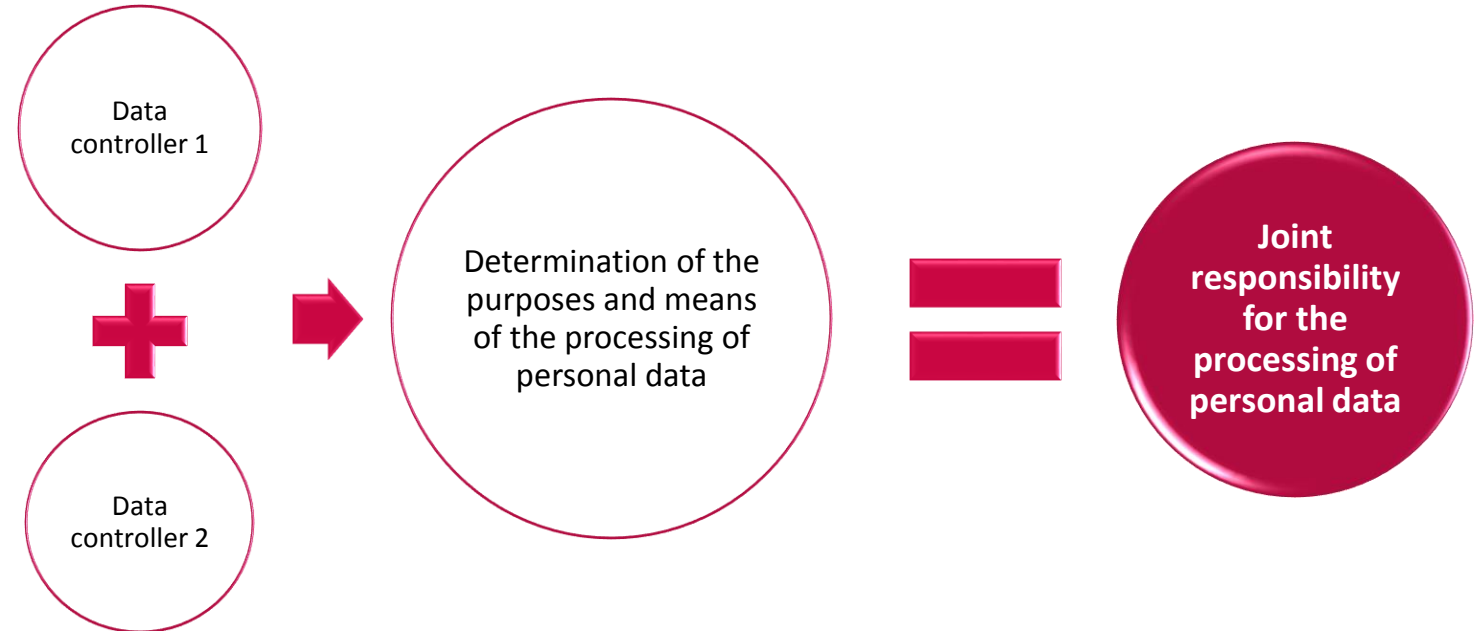 Data
controller 1
Data
controller 2
Determination of the
purposes and means
of the processing of
personal data
Joint
responsibility
for the
processing of
personal data